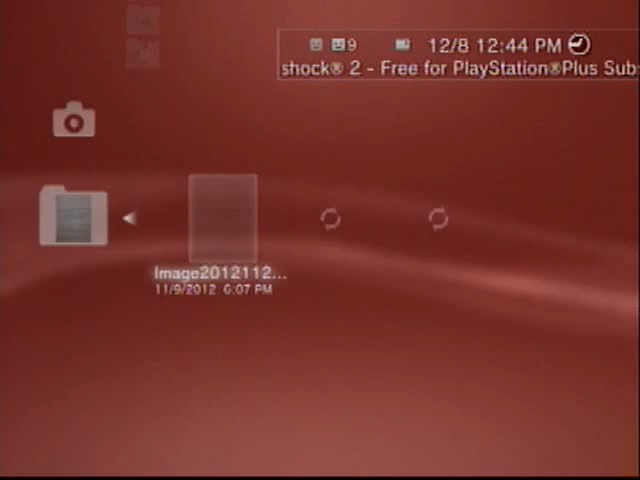 9 12/8 12:44 PM
shock® 2 - Free for PlayStation®Plus Sub
Image2012112...
11/9/2012 6:07 PM